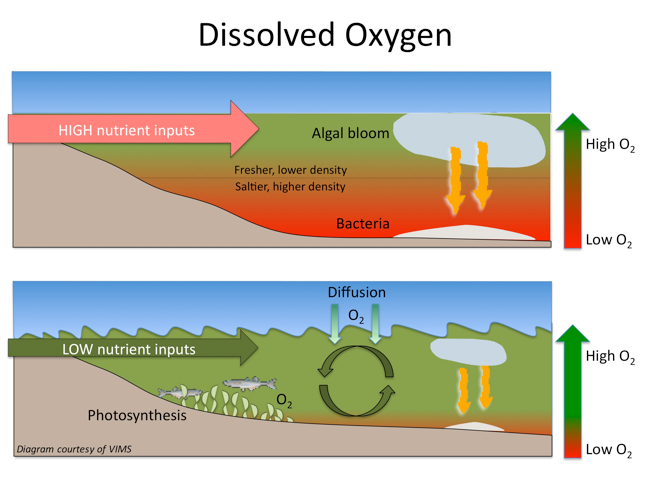 Dissolved Oxygen
HIGH nutrient inputs
Algal bloom
High O₂
Fresher, lower density
Saltier, higher density
Bacteria
Low O₂
Diffusion
O₂
LOW nutrient inputs
High O₂
O₂
Photosynthesis
Diagram courtesy of VIMS
Low O₂